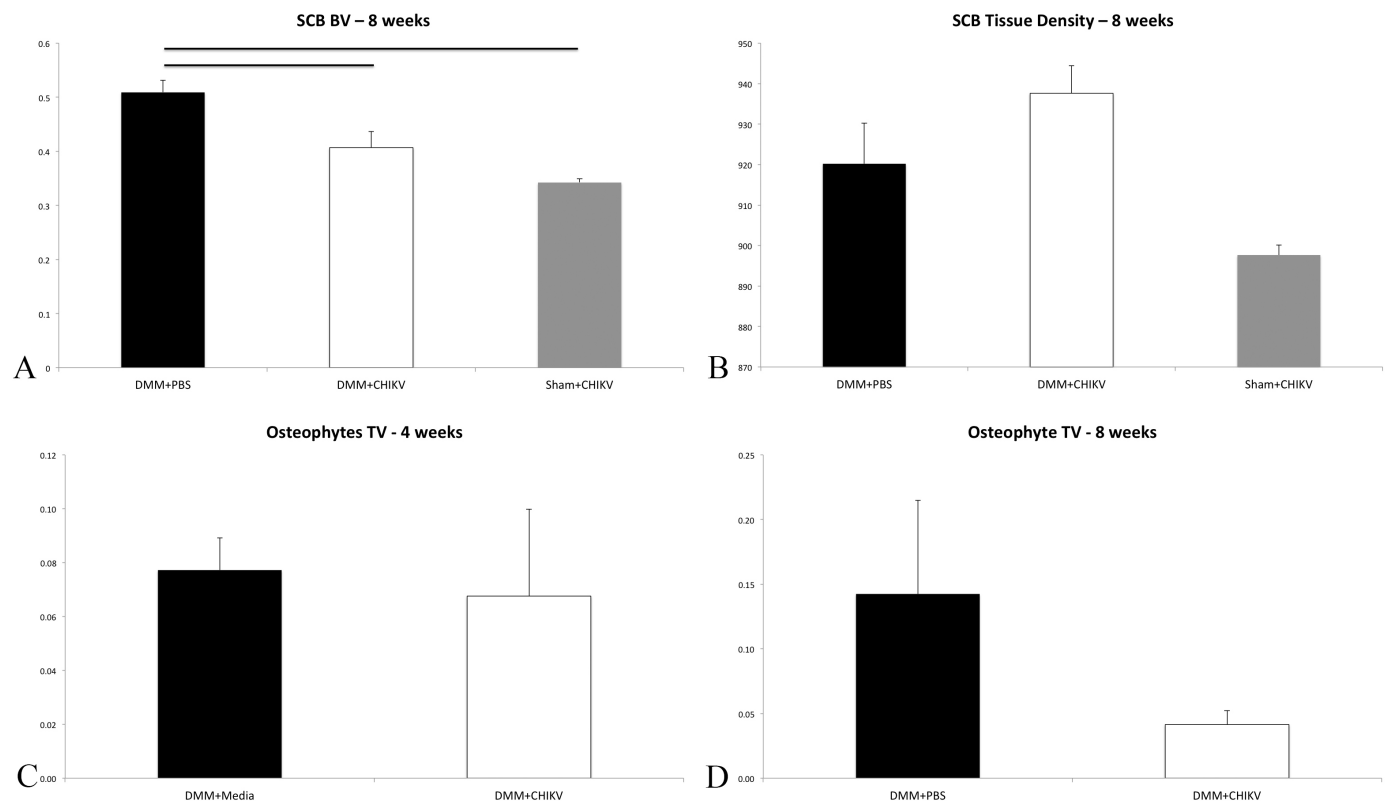 SCB BV – 8 weeks
0.6
0.5
0.4
0.3
0.2
0.1
0
A
DMM+PBS DMM+CHIKV Sham+CHIKV
SCB Tissue Density – 8 weeks
950
940
930
920
910
900
890
880
870
B
DMM+PBS DMM+CHIKV Sham+CHIKV
Osteophytes TV - 4 weeks
0.12
0.10
0.08
0.06
0.04
0.02
0.00
C
DMM+Media DMM+CHIKV
Osteophyte TV - 8 weeks
0.25
0.20
0.15
0.10
0.05
0.00
D
DMM+PBS DMM+CHIKV